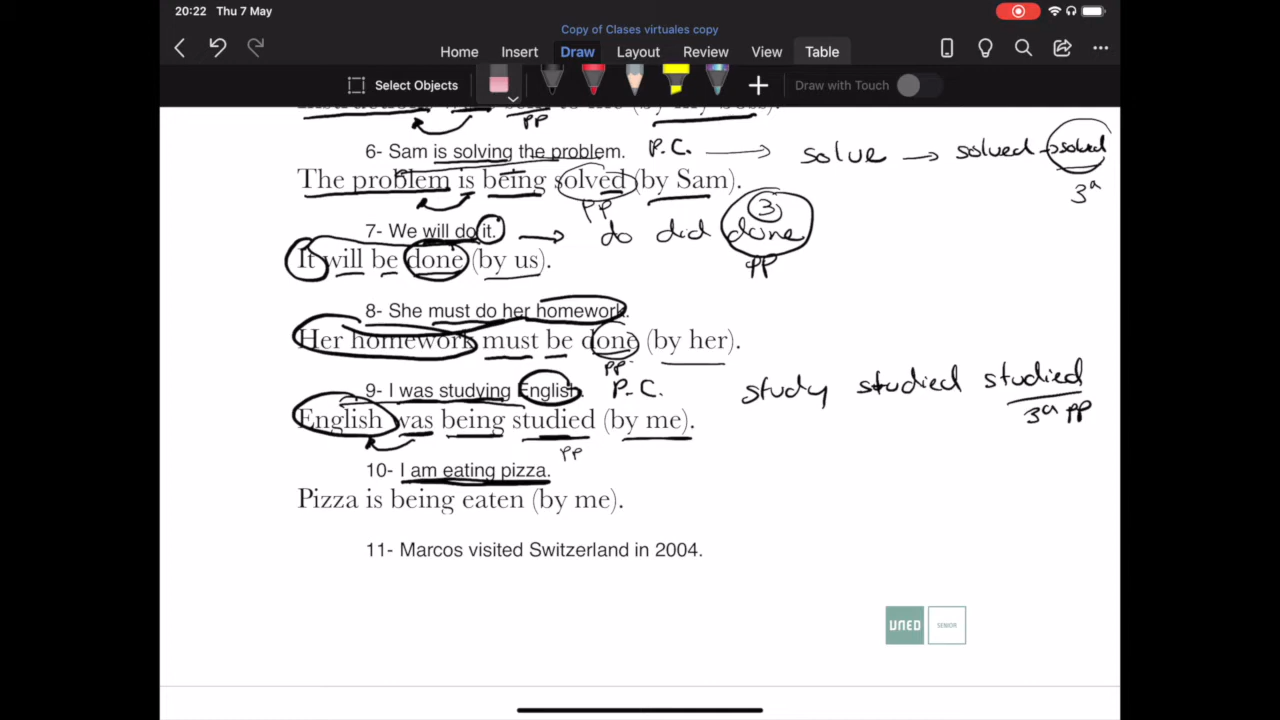 20:22 Thu 7 May
Copy of Clases virtuales copy
Home Insert Draw Layout Review View Table
Select Objects Draw with Touch
PP
6- Sam is solving the problem. P.C. solve solved solved
The problem is being solved (by Sam). 3ª
PP
7- We will do it. do did done 3
It will be done (by us). PP
8- She must do her homework.
Her homework must be done (by her).
PP
9- I was studying English. P.C. study studied studied
English was being studied (by me). 3ª PP
PP
10- I am eating pizza.
Pizza is being eaten (by me).
11- Marcos visited Switzerland in 2004.
UNED SENIOR